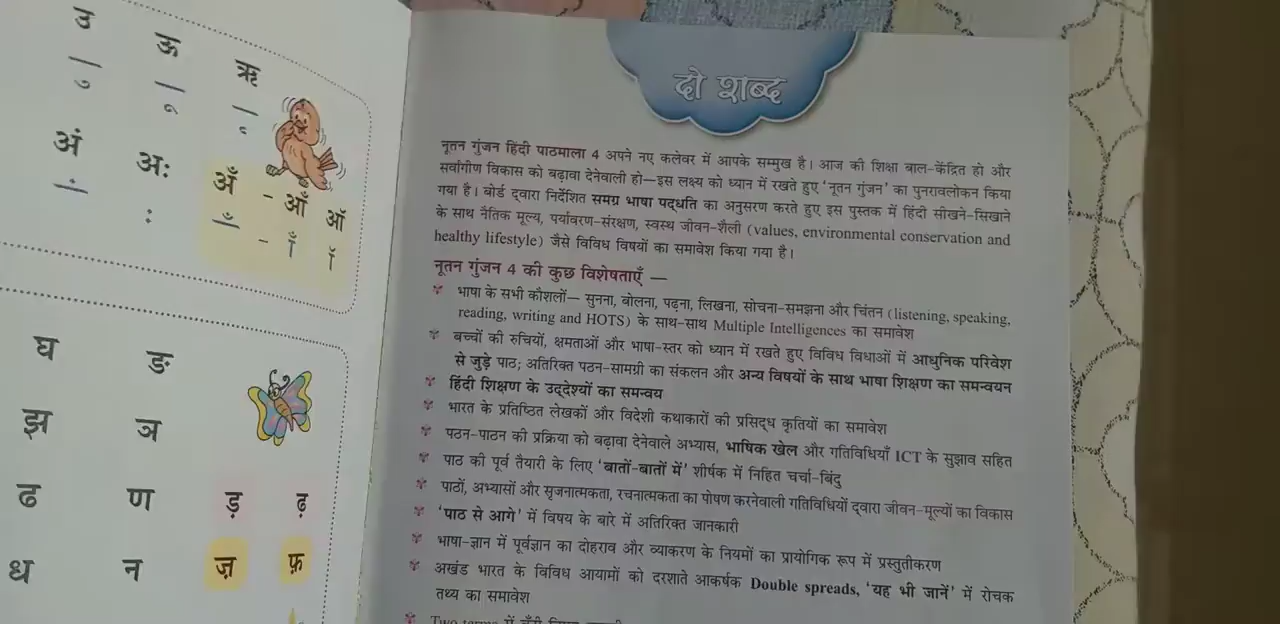 उ ऊ ऋ
ु ू ृ
अं अः अँ - आँ ऑ
ं : ँ - ाँ ॉ
घ ङ
झ ञ
ढ ण ड़ ढ़
ध न ज़ फ़
दो शब्द
नूतन गुंजन हिंदी पाठमाला 4 अपने नए कलेवर में आपके सम्मुख है। आज की शिक्षा बाल-केंद्रित हो और
सर्वांगीण विकास को बढ़ावा देनेवाली हो—इस लक्ष्य को ध्यान में रखते हुए ‘नूतन गुंजन’ का पुनरावलोकन किया
गया है। बोर्ड द्वारा निर्देशित समग्र भाषा पद्धति का अनुसरण करते हुए इस पुस्तक में हिंदी सीखने-सिखाने
के साथ नैतिक मूल्य, पर्यावरण-संरक्षण, स्वस्थ जीवन-शैली (values, environmental conservation and
healthy lifestyle) जैसे विविध विषयों का समावेश किया गया है।
नूतन गुंजन 4 की कुछ विशेषताएँ —
भाषा के सभी कौशलों— सुनना, बोलना, पढ़ना, लिखना, सोचना-समझना और चिंतन (listening, speaking,
reading, writing and HOTS) के साथ-साथ Multiple Intelligences का समावेश
बच्चों की रुचियों, क्षमताओं और भाषा-स्तर को ध्यान में रखते हुए विविध विधाओं में आधुनिक परिवेश
से जुड़े पाठ; अतिरिक्त पठन-सामग्री का संकलन और अन्य विषयों के साथ भाषा शिक्षण का समन्वयन
हिंदी शिक्षण के उद्देश्यों का समन्वय
भारत के प्रतिष्ठित लेखकों और विदेशी कथाकारों की प्रसिद्ध कृतियों का समावेश
पठन-पाठन की प्रक्रिया को बढ़ावा देनेवाले अभ्यास, भाषिक खेल और गतिविधियाँ ICT के सुझाव सहित
पाठ की पूर्व तैयारी के लिए ‘बातों-बातों में’ शीर्षक में निहित चर्चा-बिंदु
पाठों, अभ्यासों और सृजनात्मकता, रचनात्मकता का पोषण करनेवाली गतिविधियों द्वारा जीवन-मूल्यों का विकास
‘पाठ से आगे’ में विषय के बारे में अतिरिक्त जानकारी
भाषा-ज्ञान में पूर्वज्ञान का दोहराव और व्याकरण के नियमों का प्रायोगिक रूप में प्रस्तुतीकरण
अखंड भारत के विविध आयामों को दरशाते आकर्षक Double spreads, ‘यह भी जानें’ में रोचक
तथ्य का समावेश
Two terms में